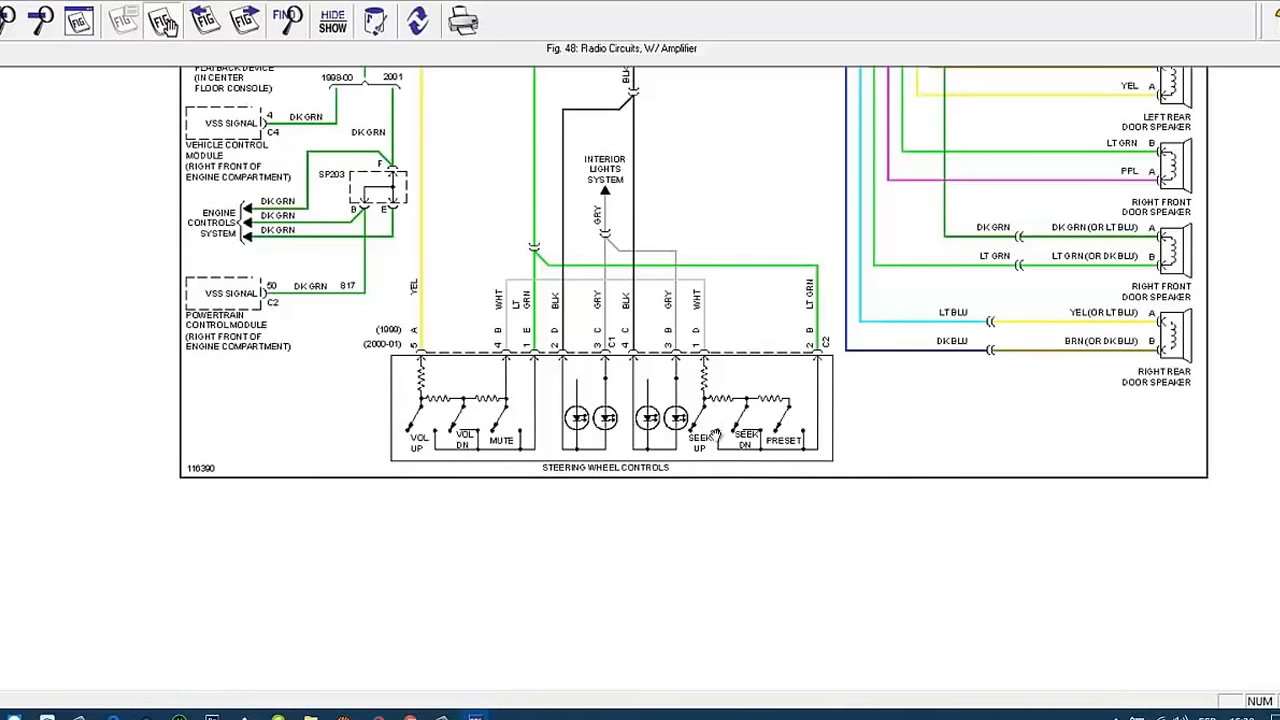 FIG
FIG
FIG
FIG
FIG
FIND
HIDE
SHOW
Fig. 48: Radio Circuits, W/ Amplifier
(IN CENTER
FLOOR CONSOLE)
1998-00
2001
BLK
YEL A
LEFT REAR
DOOR SPEAKER
VSS SIGNAL
4
C4
DK GRN
DK GRN
VEHICLE CONTROL
MODULE
(RIGHT FRONT OF
ENGINE COMPARTMENT)
LT GRN B
PPL A
RIGHT FRONT
DOOR SPEAKER
INTERIOR
LIGHTS
SYSTEM
GRY
SP203
F
B
E
ENGINE
CONTROLS
SYSTEM
DK GRN
DK GRN
DK GRN
DK GRN
DK GRN(OR LT BLU) A
LT GRN
LT GRN(OR DK BLU) B
RIGHT FRONT
DOOR SPEAKER
VSS SIGNAL
50
C2
DK GRN 817
POWERTRAIN
CONTROL MODULE
(RIGHT FRONT OF
ENGINE COMPARTMENT)
LT BLU
YEL(OR LT BLU) A
DK BLU
BRN(OR DK BLU) B
RIGHT REAR
DOOR SPEAKER
YEL
WHT
LT
GRN
BLK
GRY
BLK
GRY
WHT
LT GRN
(1999) A B E D C C B D B
(2000-01) 5 4 1 2 3 C1 4 3 1 2 C2
VOL
UP
VOL
DN
MUTE
SEEK
UP
SEEK
DN
PRESET
STEERING WHEEL CONTROLS
116390
NUM